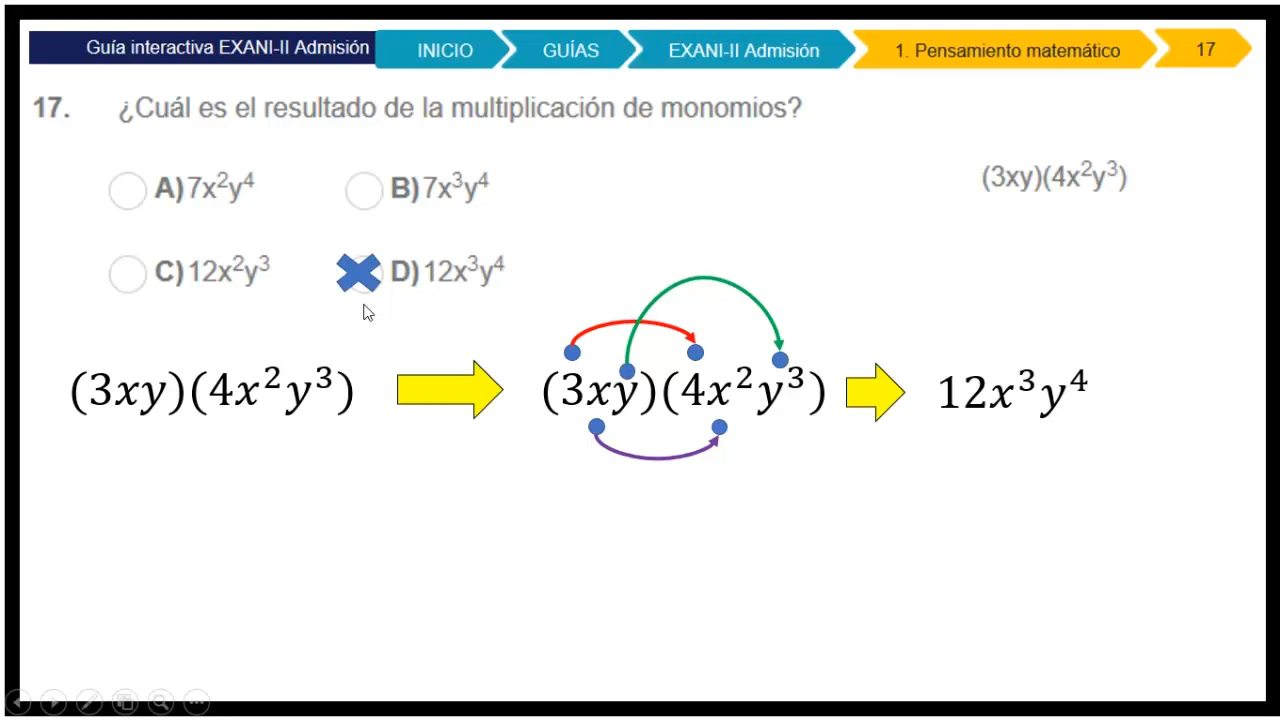 Guía interactiva EXANI-II Admisión INICIO GUÍAS EXANI-II Admisión 1. Pensamiento matemático 17
17. ¿Cuál es el resultado de la multiplicación de monomios?
(3xy)(4x²y³)
A) 7x²y⁴ B) 7x³y⁴
C) 12x²y³ D) 12x³y⁴
(3xy)(4x²y³) (3xy)(4x²y³) 12x³y⁴